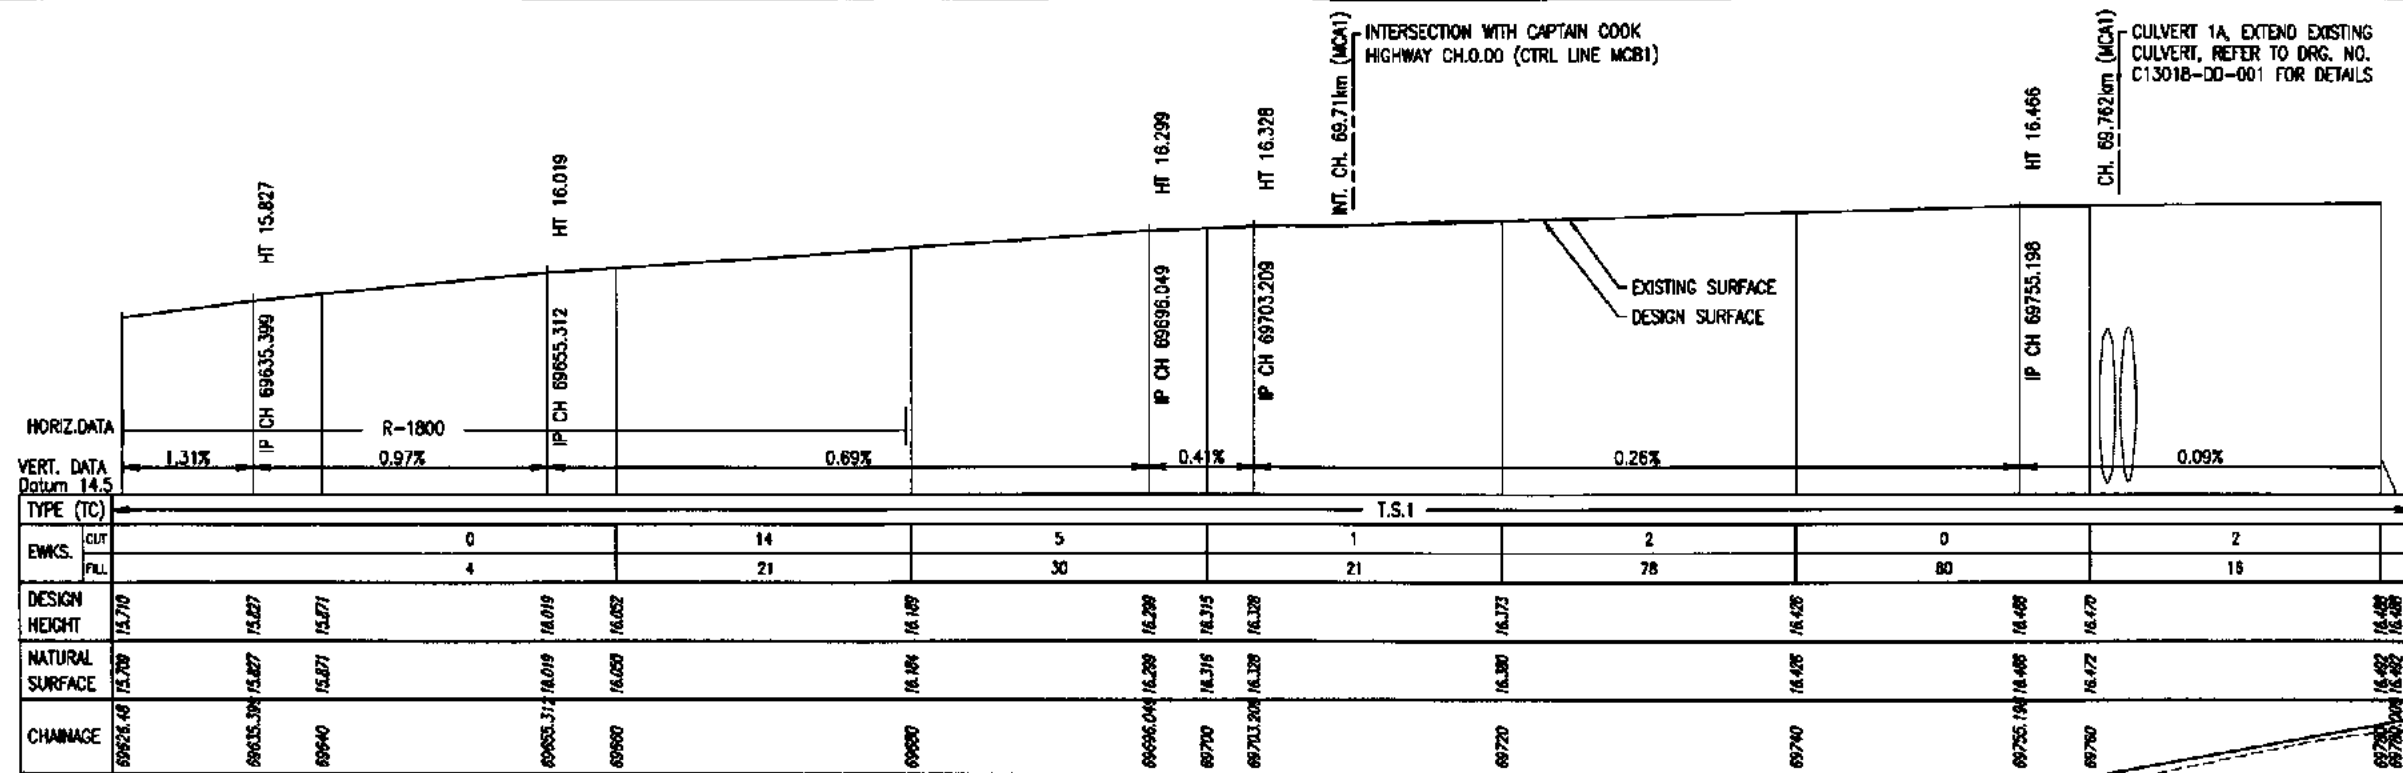 INT. CH. 69.71km (MCA1)
INTERSECTION WITH CAPTAIN COOK
HIGHWAY CH.0.00 (CTRL LINE MCB1)
CH. 69.762km (MCA1)
CULVERT 1A, EXTEND EXISTING
CULVERT, REFER TO DRG. NO.
C13018-DD-001 FOR DETAILS
HT 15.827
HT 16.019
HT 16.299
HT 16.328
HT 16.466
IP CH 69635.399
IP CH 69655.312
IP CH 69696.049
IP CH 69703.209
IP CH 69755.198
EXISTING SURFACE
DESIGN SURFACE
HORIZ.DATA
R-1800
VERT. DATA
1.31% 0.97% 0.69% 0.41% 0.26% 0.09%
Datum 14.5
TYPE (TC) T.S.1
EWKS.
CUT 0 14 5 1 2 0 2
FILL 4 21 30 21 78 80 16
DESIGN
HEIGHT
15.710 15.827 15.871 16.019 16.052 16.189 16.299 16.315 16.328 16.373 16.426 16.466 16.470
NATURAL
SURFACE
15.709 15.827 15.871 16.019 16.050 16.184 16.299 16.316 16.328 16.380 16.426 16.466 16.472
CHAINAGE
69626.48 69635.399 69640 69655.312 69660 69680 69696.049 69700 69703.209 69720 69740 69755.198 69760 69780